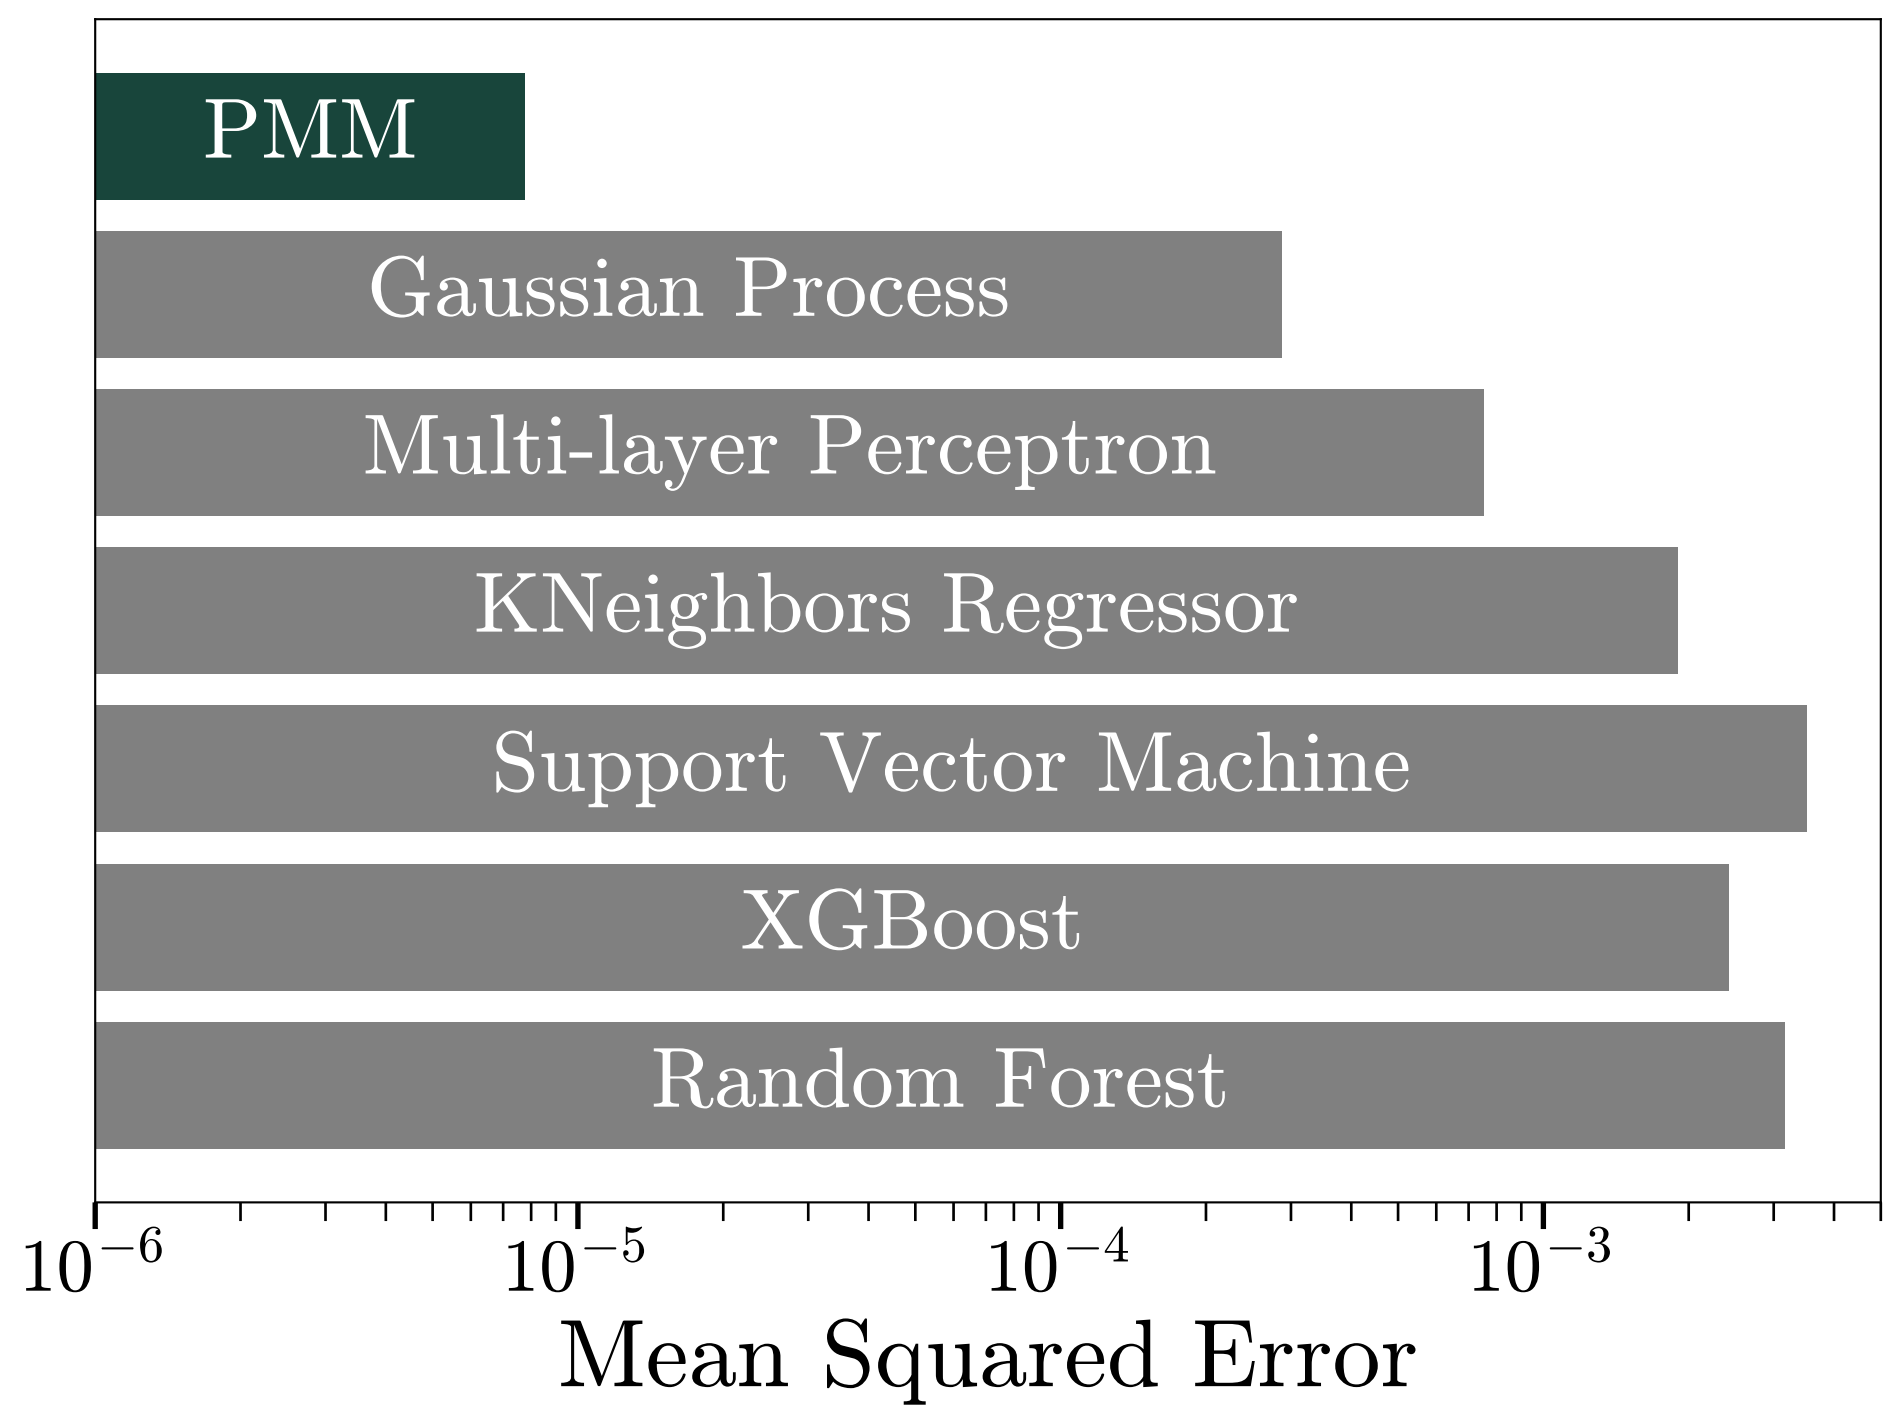 PMM
Gaussian Process
Multi-layer Perceptron
KNeighbors Regressor
Support Vector Machine
XGBoost
Random Forest
10⁻⁶ 10⁻⁵ 10⁻⁴ 10⁻³
Mean Squared Error